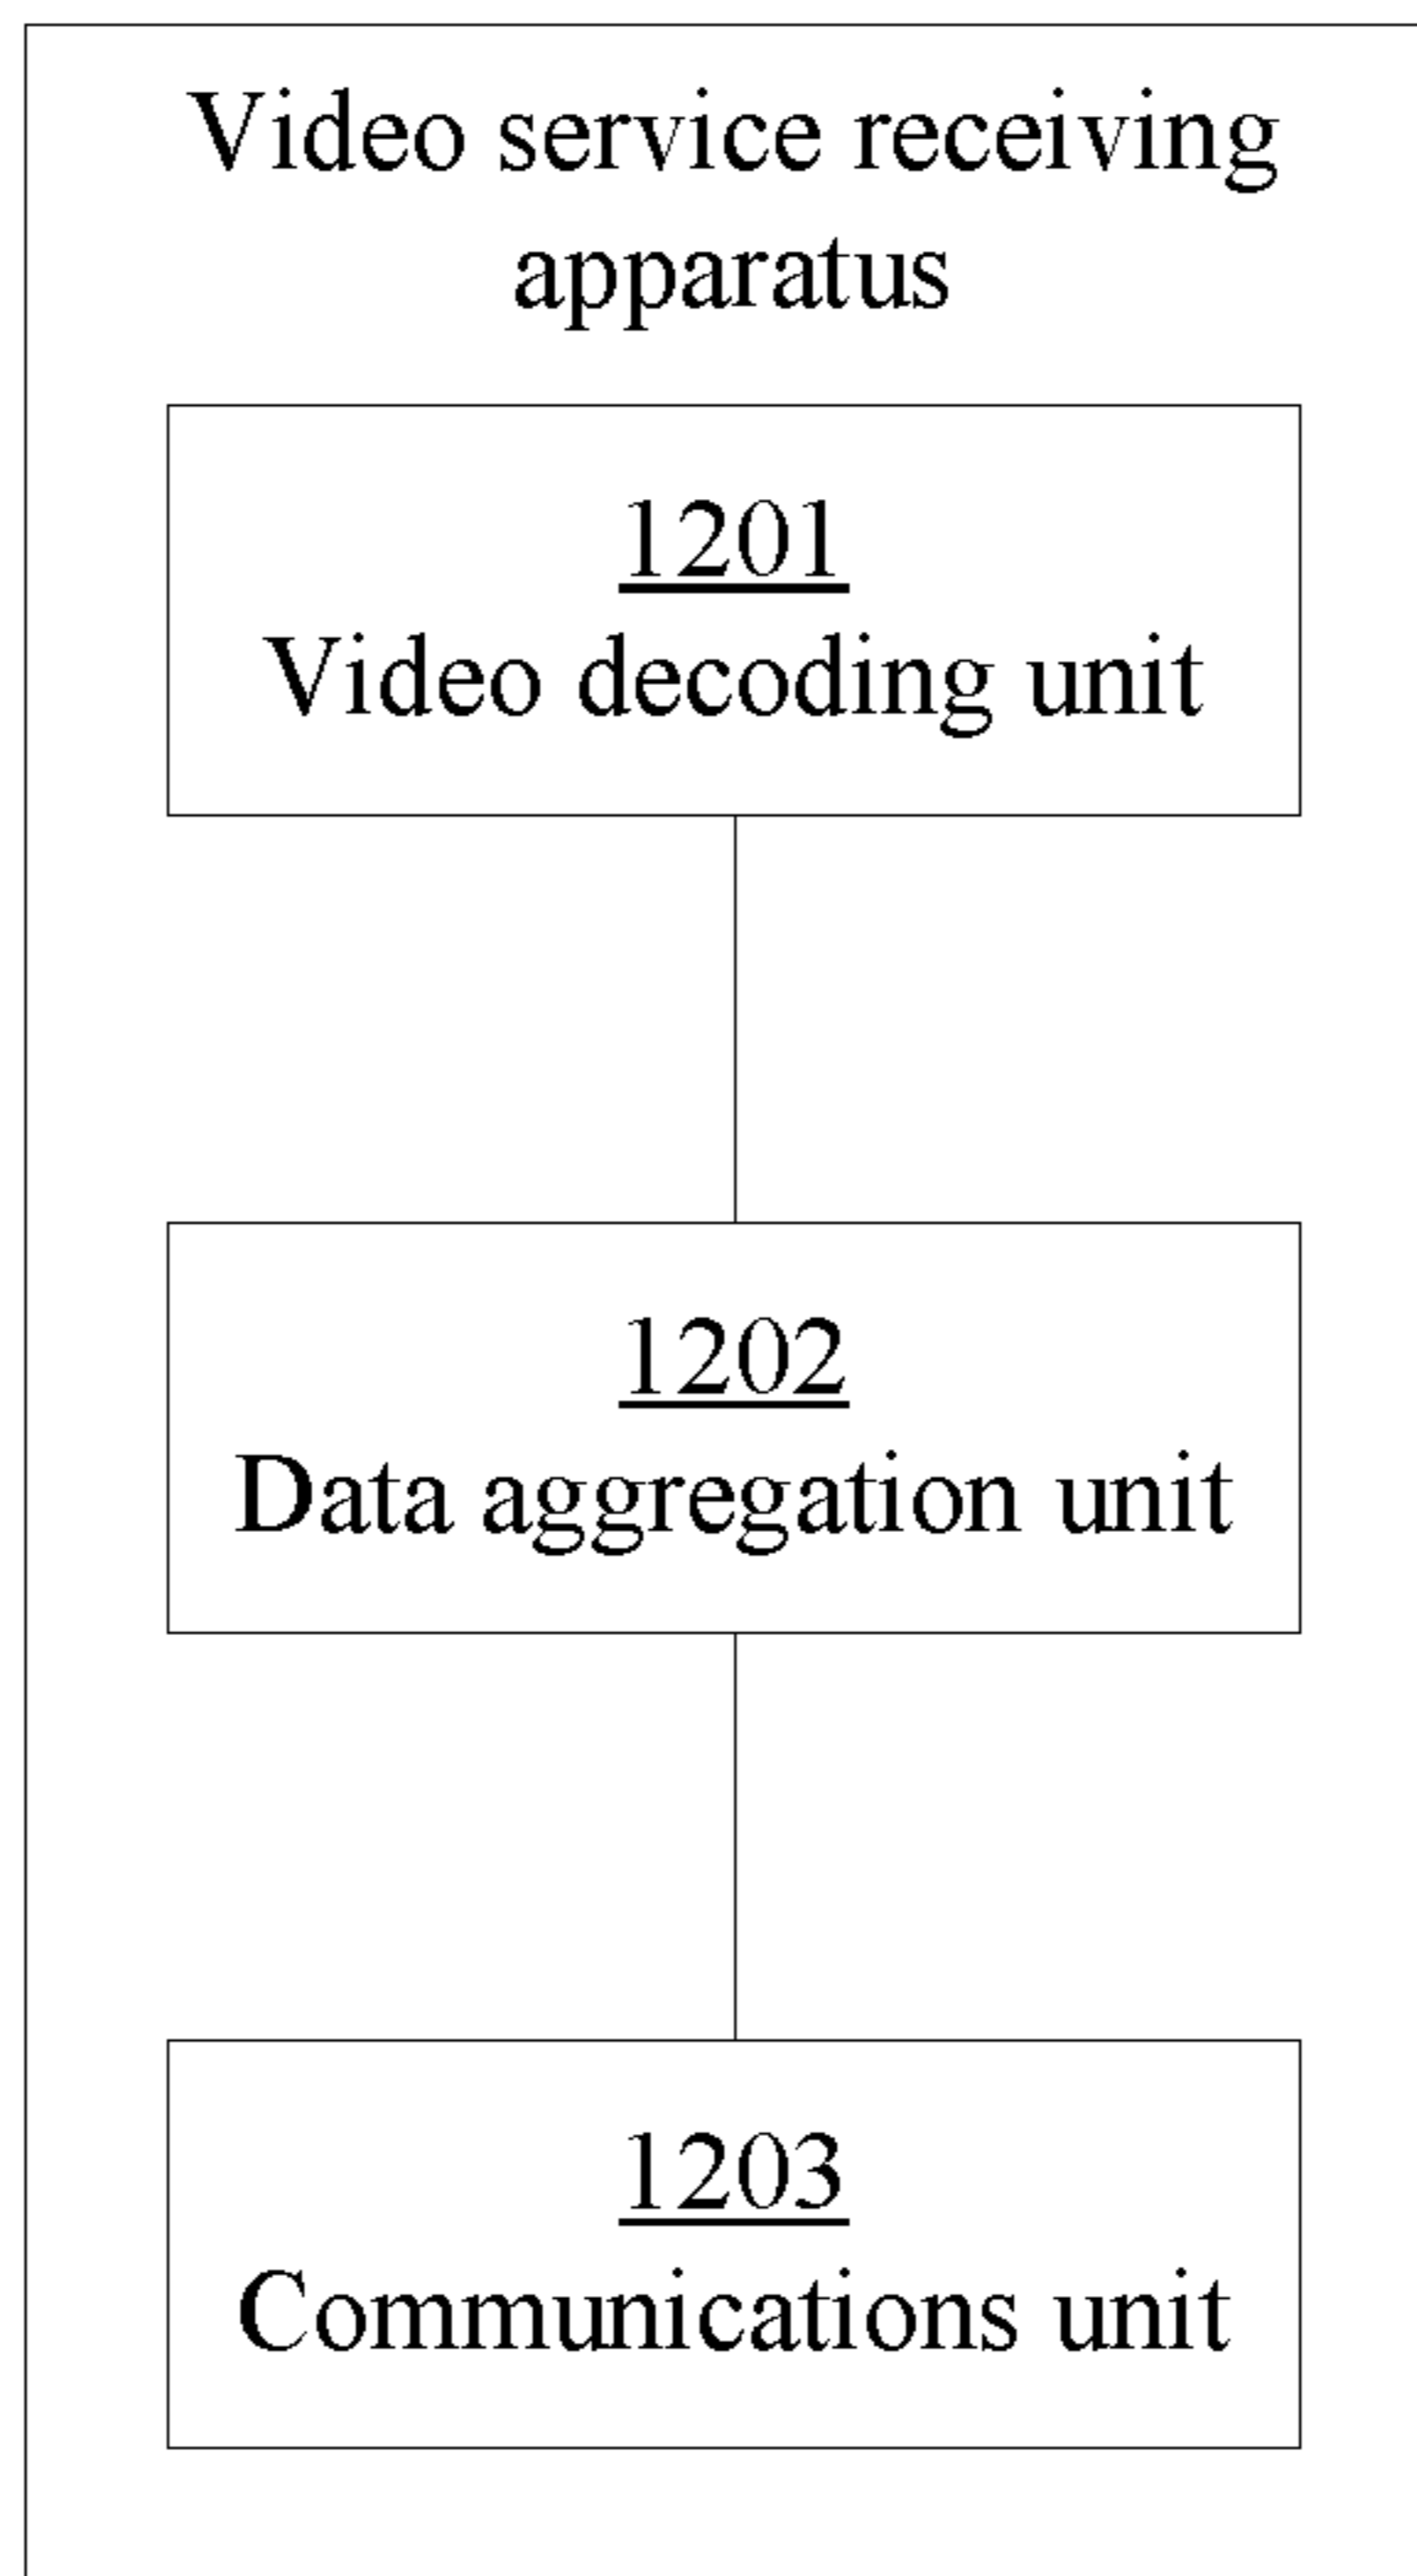 Video service receiving
apparatus
1201
Video decoding unit
1202
Data aggregation unit
1203
Communications unit